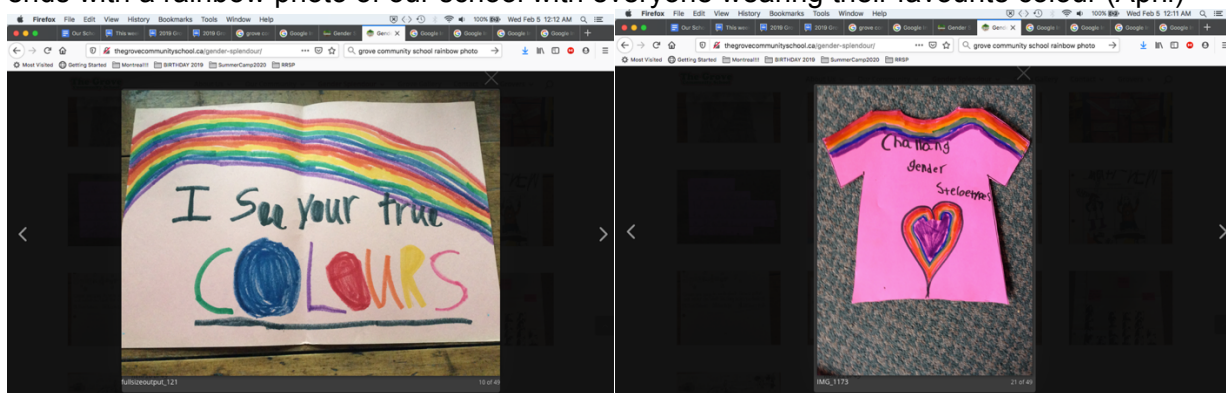 ends with a rainbow photo of our school with everyone wearing their favourite colour (April)
Firefox File Edit View History Bookmarks Tools Window Help 100% Wed Feb 5 12:12 AM
thegrovecommunityschool.ca/gender-splendour/ grove community school rainbow photo
Most Visited Getting Started Montreal!! BIRTHDAY 2019 SummerCamp2020 RRSP
I See your true
COLOURS
fullsizeoutput_121 10 of 49
Firefox File Edit View History Bookmarks Tools Window Help 100% Wed Feb 5 12:11 AM
thegrovecommunityschool.ca/gender-splendour/ grove community school rainbow photo
Most Visited Getting Started Montreal!! BIRTHDAY 2019 SummerCamp2020 RRSP
gender
IMG_1173 21 of 49